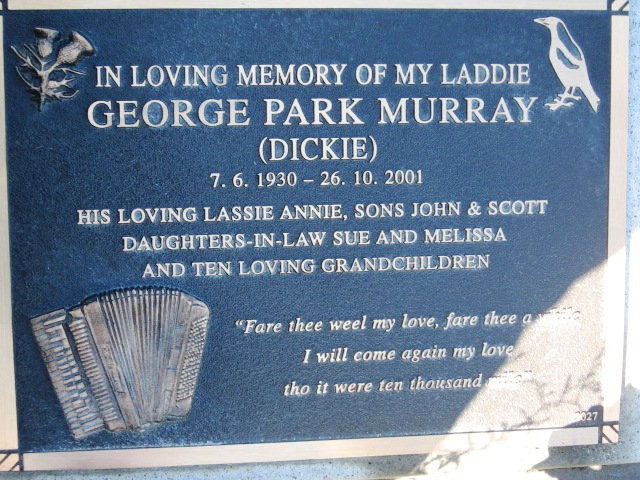 IN LOVING MEMORY OF MY LADDIE
GEORGE PARK MURRAY
(DICKIE)
7. 6. 1930 – 26. 10. 2001
HIS LOVING LASSIE ANNIE, SONS JOHN & SCOTT
DAUGHTERS-IN-LAW SUE AND MELISSA
AND TEN LOVING GRANDCHILDREN
"Fare thee weel my love, fare thee a while
I will come again my love
tho it were ten thousand mile"
2027